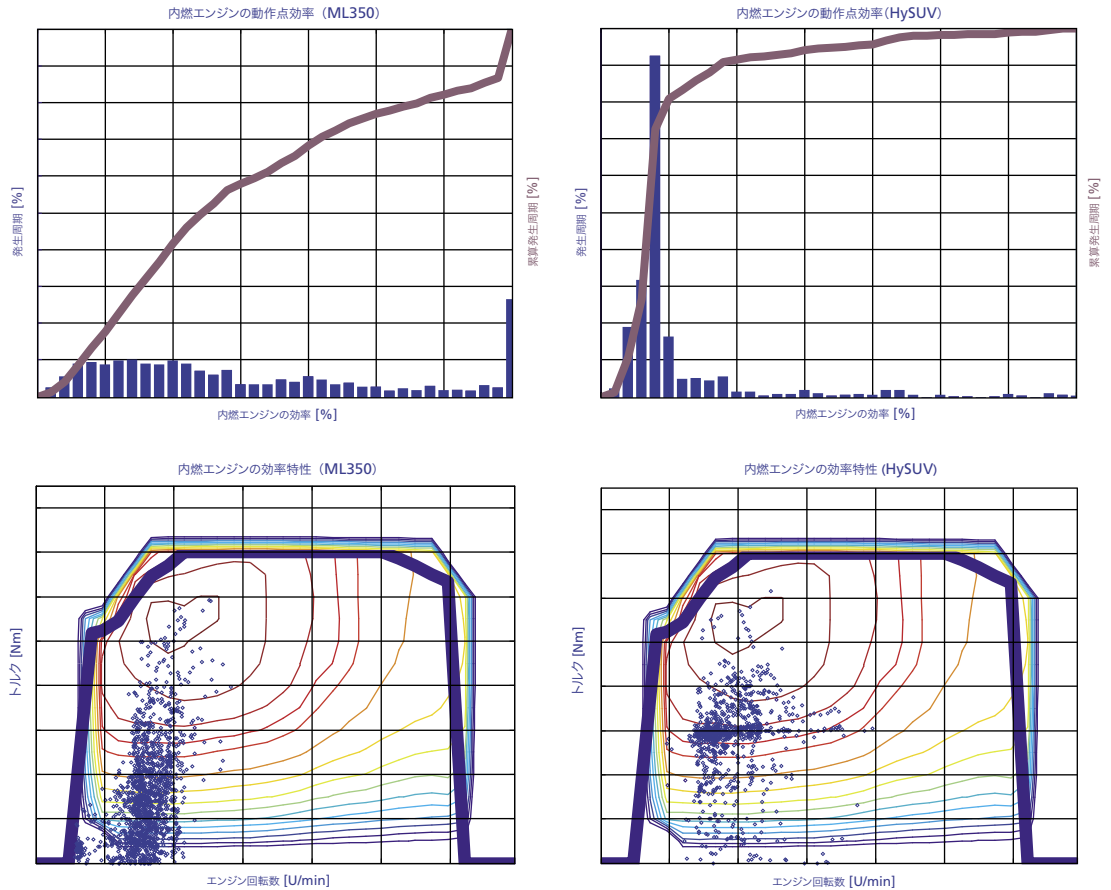 内燃エンジンの動作点効率（ML350）
内燃エンジンの動作点効率（HySUV）
発生周期 [%]
累算発生周期 [%]
発生周期 [%]
累算発生周期 [%]
内燃エンジンの効率 [%]
内燃エンジンの効率 [%]
内燃エンジンの効率特性（ML350）
内燃エンジンの効率特性 (HySUV)
トルク [Nm]
トルク [Nm]
エンジン回転数 [U/min]
エンジン回転数 [U/min]